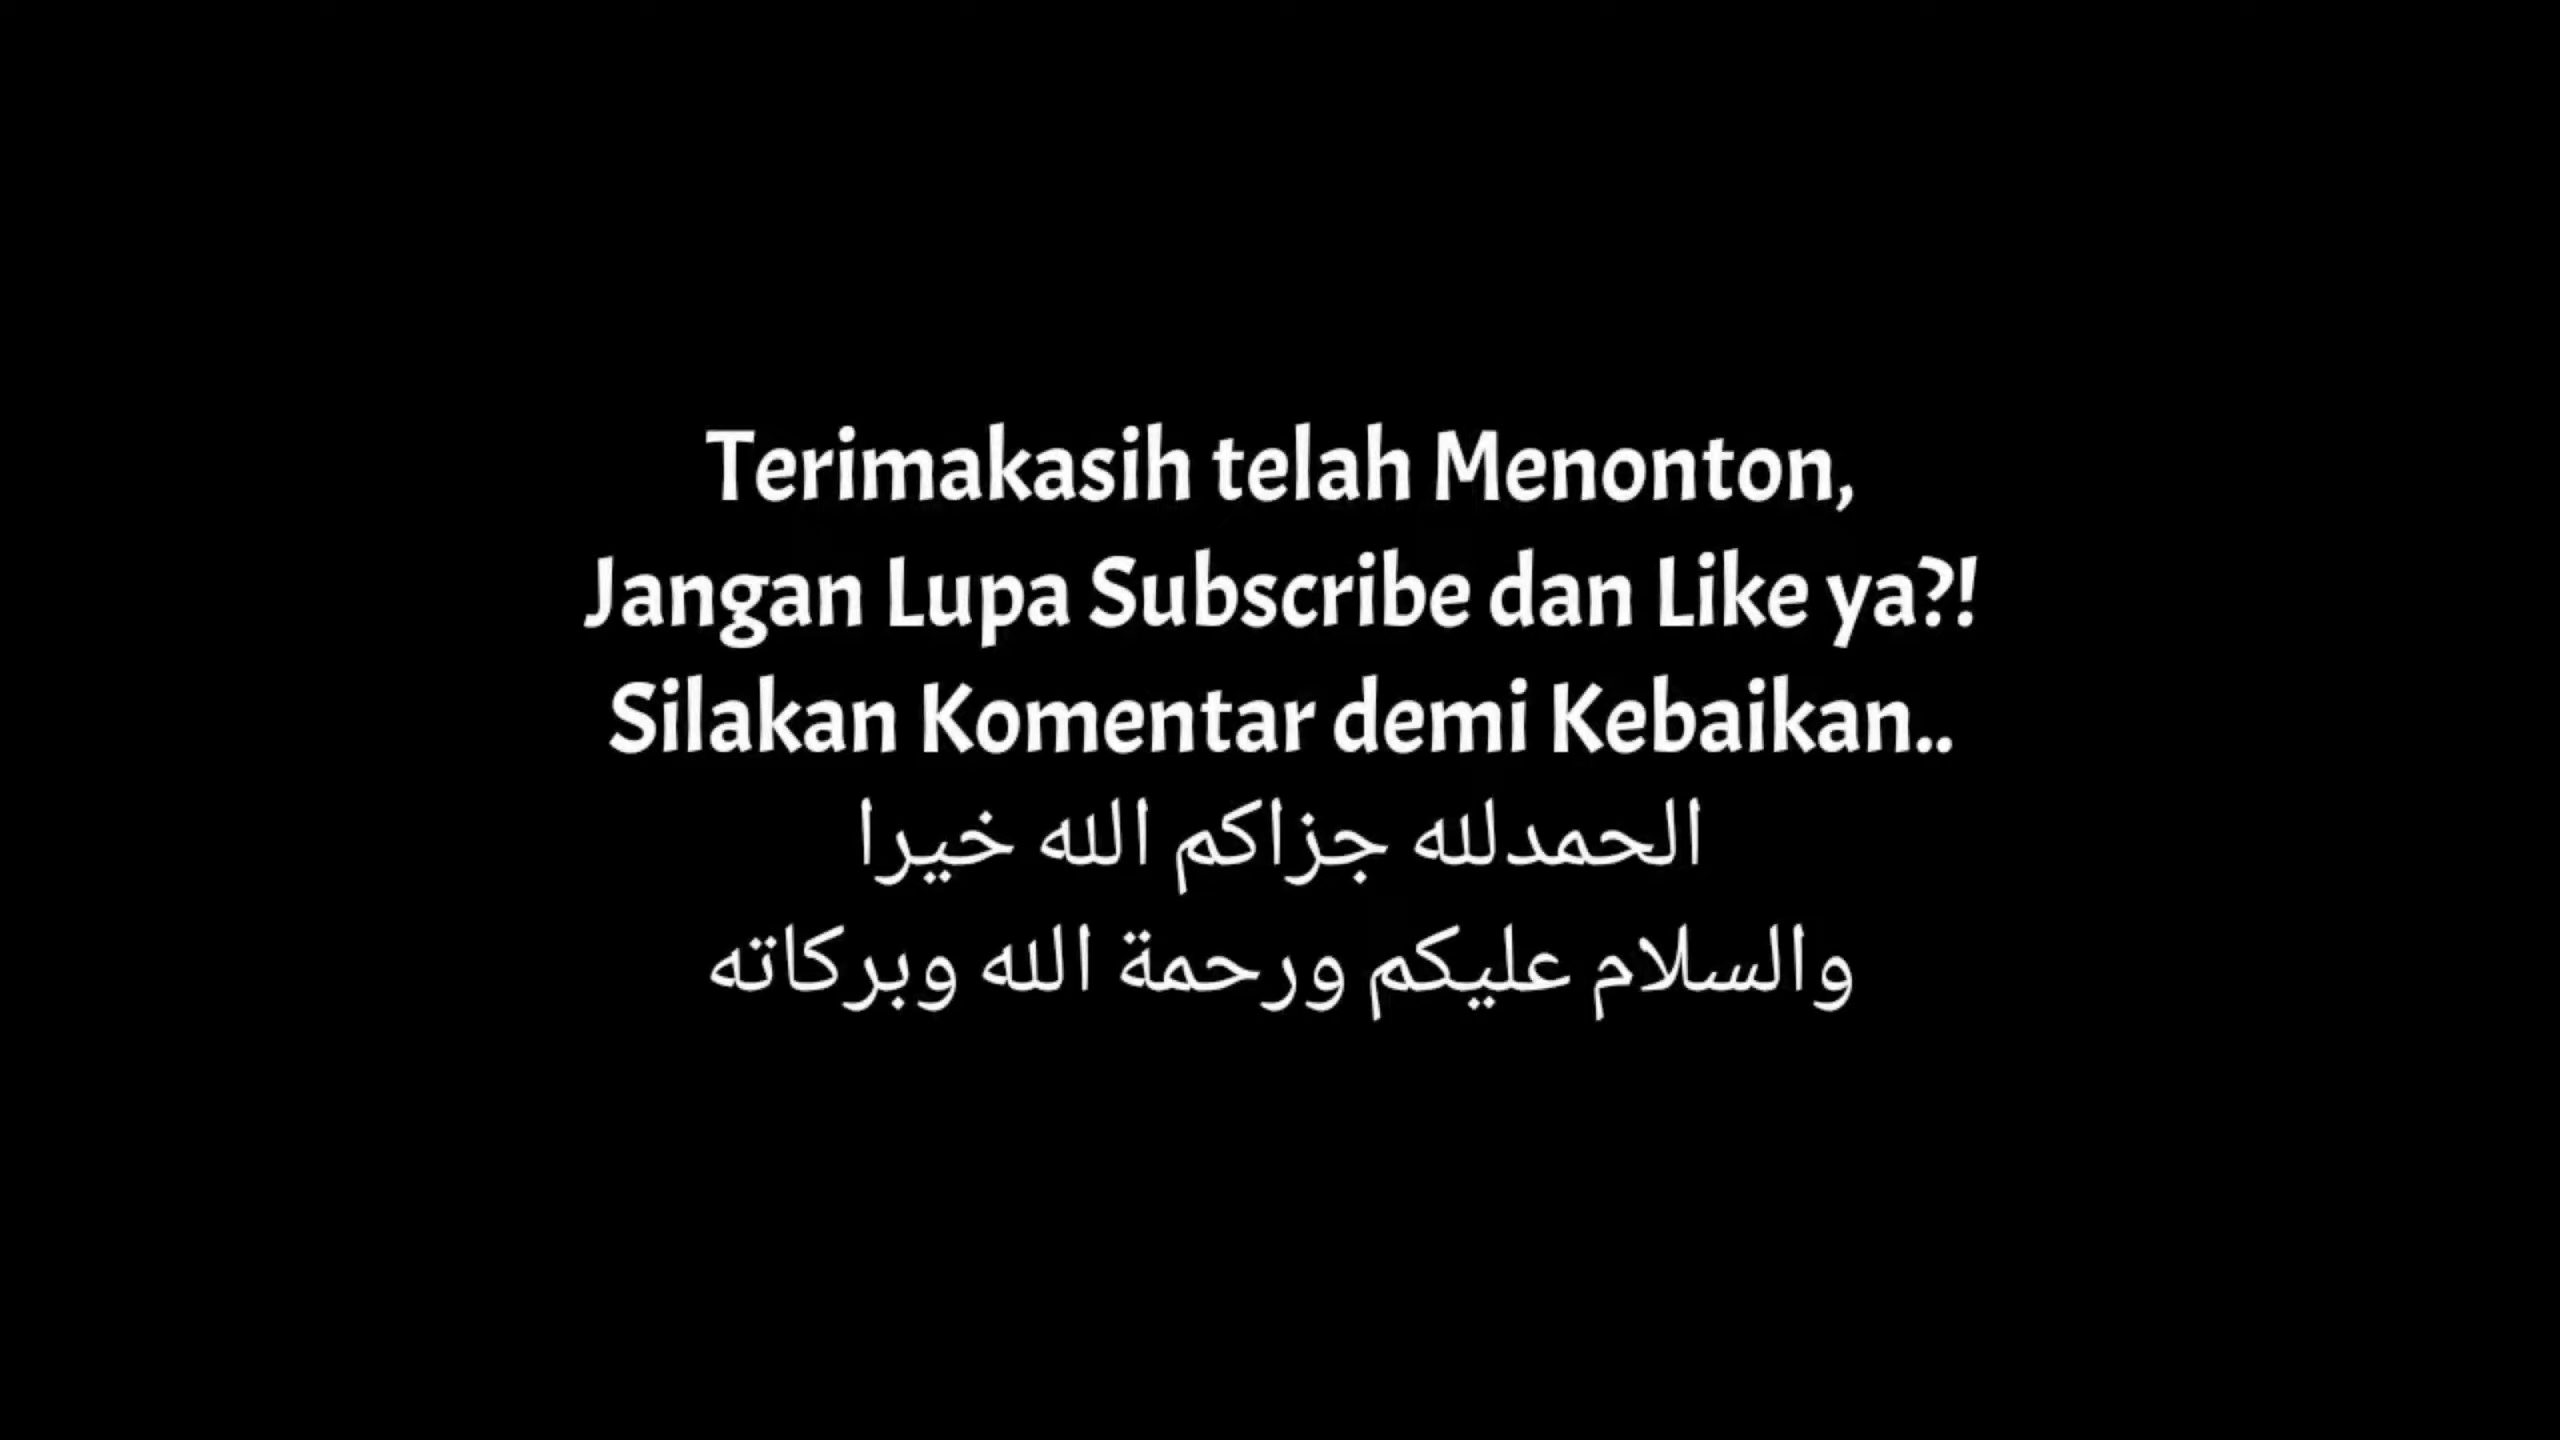 Terimakasih telah Menonton,
Jangan Lupa Subscribe dan Like ya?!
Silakan Komentar demi Kebaikan..
الحمدلله جزاكم الله خيرا
والسلام عليكم ورحمة الله وبركاته